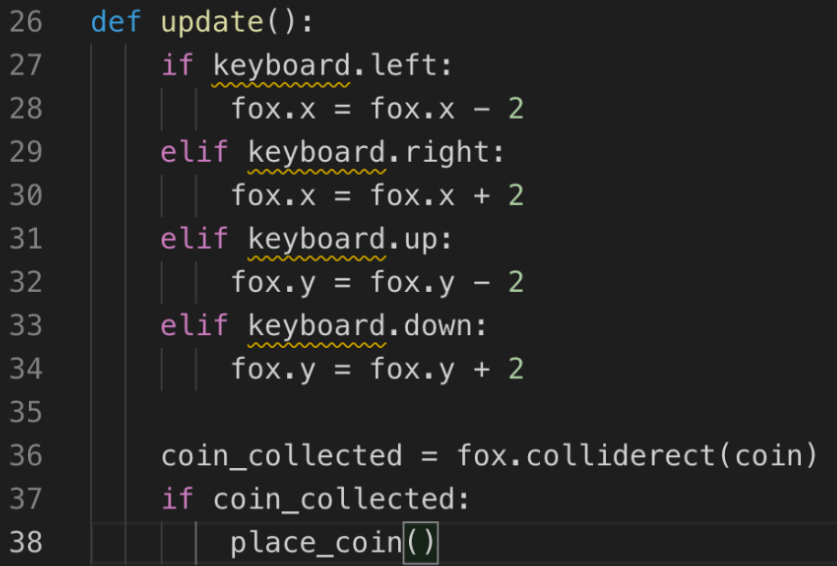 26 def update():
27     if keyboard.left:
28         fox.x = fox.x - 2
29     elif keyboard.right:
30         fox.x = fox.x + 2
31     elif keyboard.up:
32         fox.y = fox.y - 2
33     elif keyboard.down:
34         fox.y = fox.y + 2
35
36     coin_collected = fox.colliderect(coin)
37     if coin_collected:
38         place_coin()